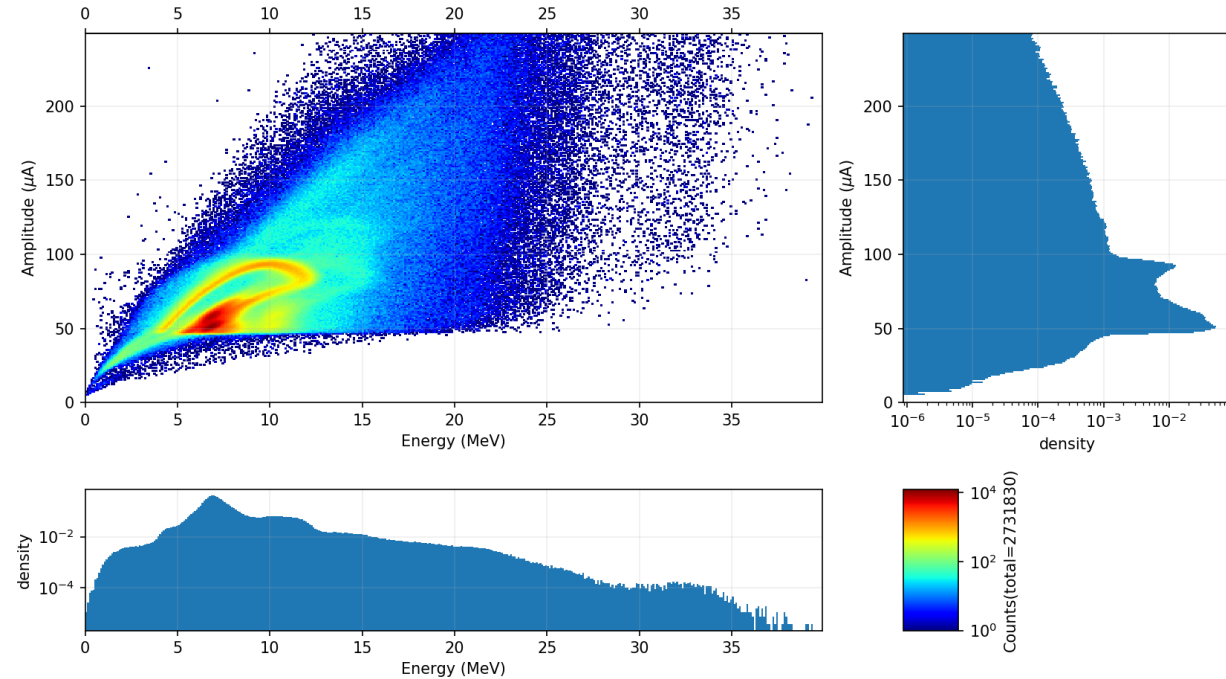 0 5 10 15 20 25 30 35
200
150
100
50
0
Amplitude (μA)
0 5 10 15 20 25 30 35
Energy (MeV)
200
150
100
50
0
Amplitude (μA)
10⁻⁶ 10⁻⁵ 10⁻⁴ 10⁻³ 10⁻²
density
10⁻²
10⁻⁴
density
0 5 10 15 20 25 30 35
Energy (MeV)
10⁴
10²
10⁰
Counts(total=2731830)